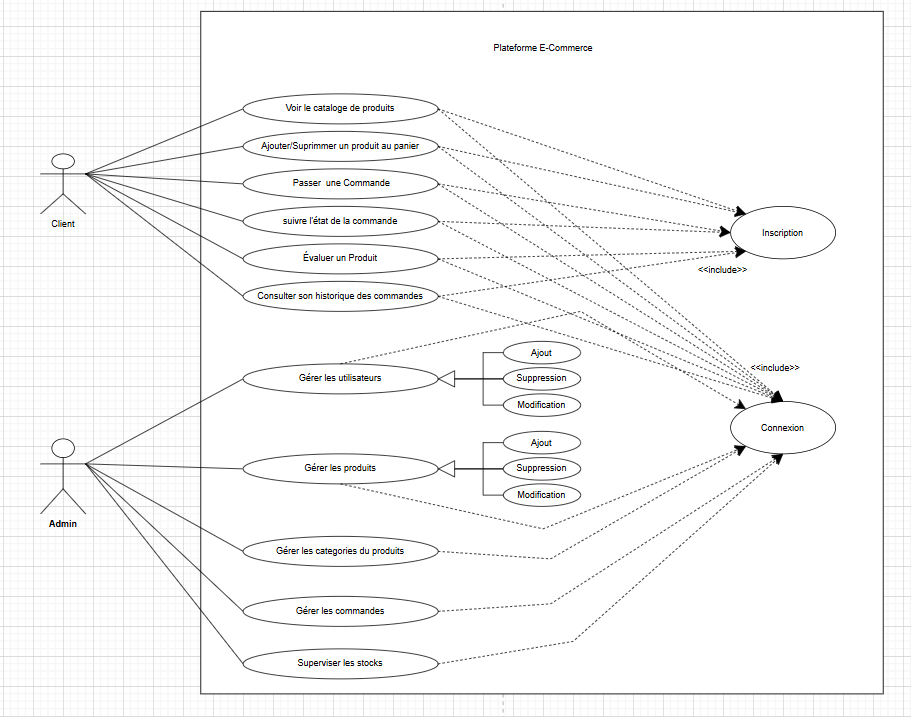 Plateforme E-Commerce
Voir le cataloge de produits
Ajouter/Suprimmer un produit au panier
Passer  une Commande
suivre l'état de la commande
Évaluer un Produit
Consulter son historique des commandes
Client
Inscription
<<include>>
Gérer les utilisateurs
Ajout
Suppression
Modification
<<include>>
Connexion
Gérer les produits
Ajout
Suppression
Modification
Admin
Gérer les categories du produits
Gérer les commandes
Superviser les stocks